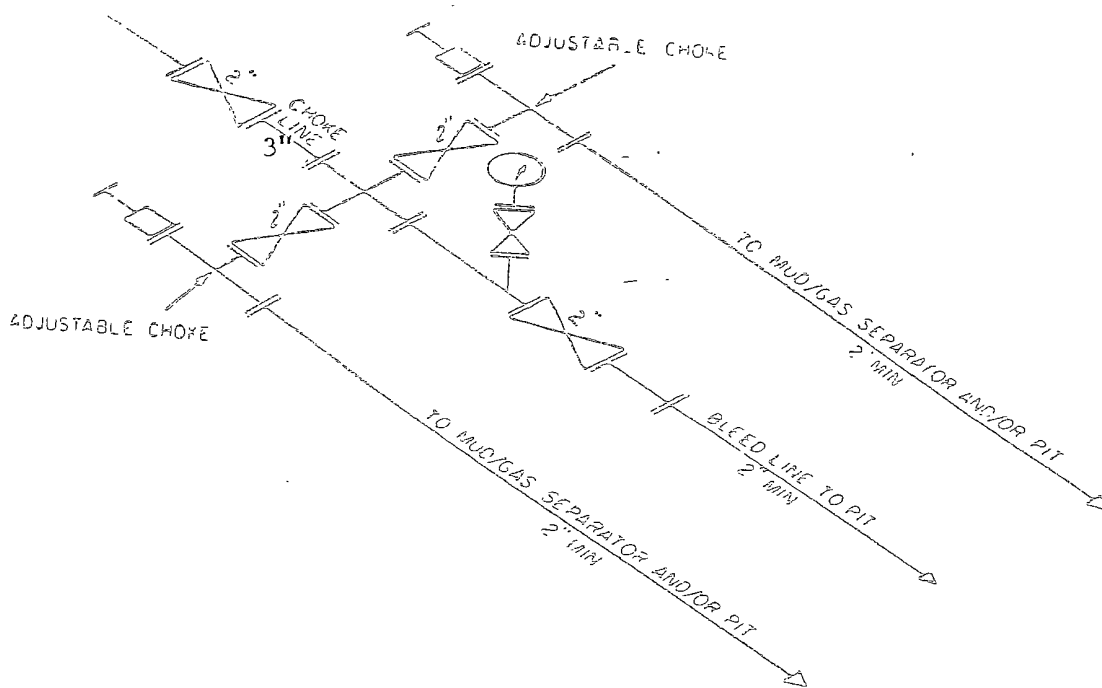 ADJUSTABLE CHOKE
2"
CHOKE
LINE
3"
2"
2"
ADJUSTABLE CHOKE
2"
TO MUD/GAS SEPARATOR AND/OR PIT
2" MIN
BLEED LINE TO PIT
2" MIN
TO MUD/GAS SEPARATOR AND/OR PIT
2" MIN